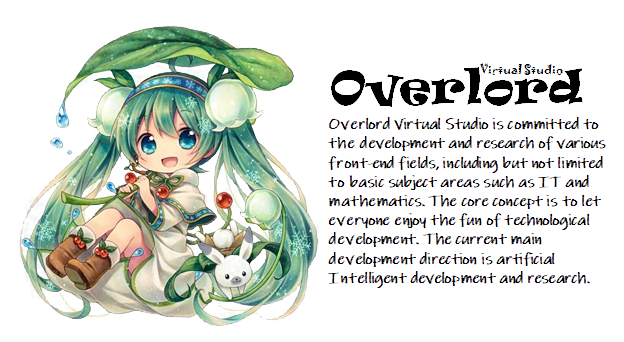 Virtual Studio
Overlord
Overlord Virtual Studio is committed to
the development and research of various
front-end fields, including but not limited
to basic subject areas such as IT and
mathematics. The core concept is to let
everyone enjoy the fun of technological
development. The current main
development direction is artificial
Intelligent development and research.